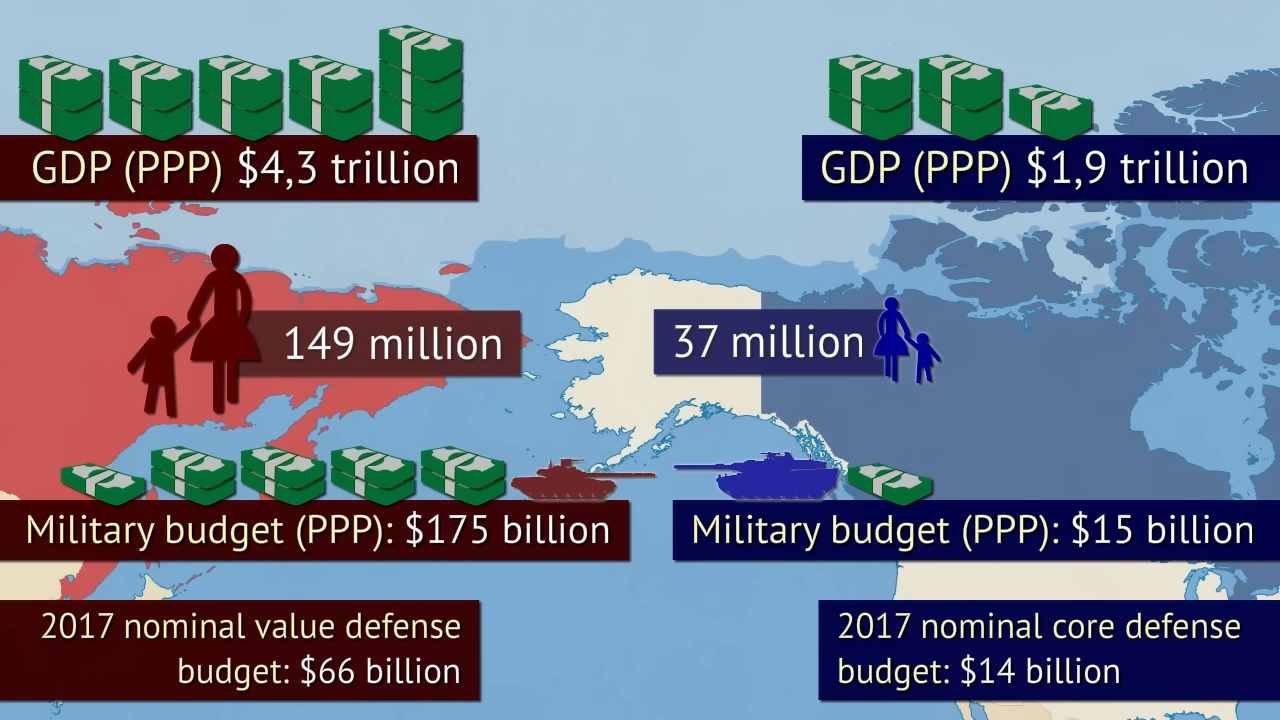 GDP (PPP) $4,3 trillion
GDP (PPP) $1,9 trillion
149 million
37 million
Military budget (PPP): $175 billion
Military budget (PPP): $15 billion
2017 nominal value defense
budget: $66 billion
2017 nominal core defense
budget: $14 billion